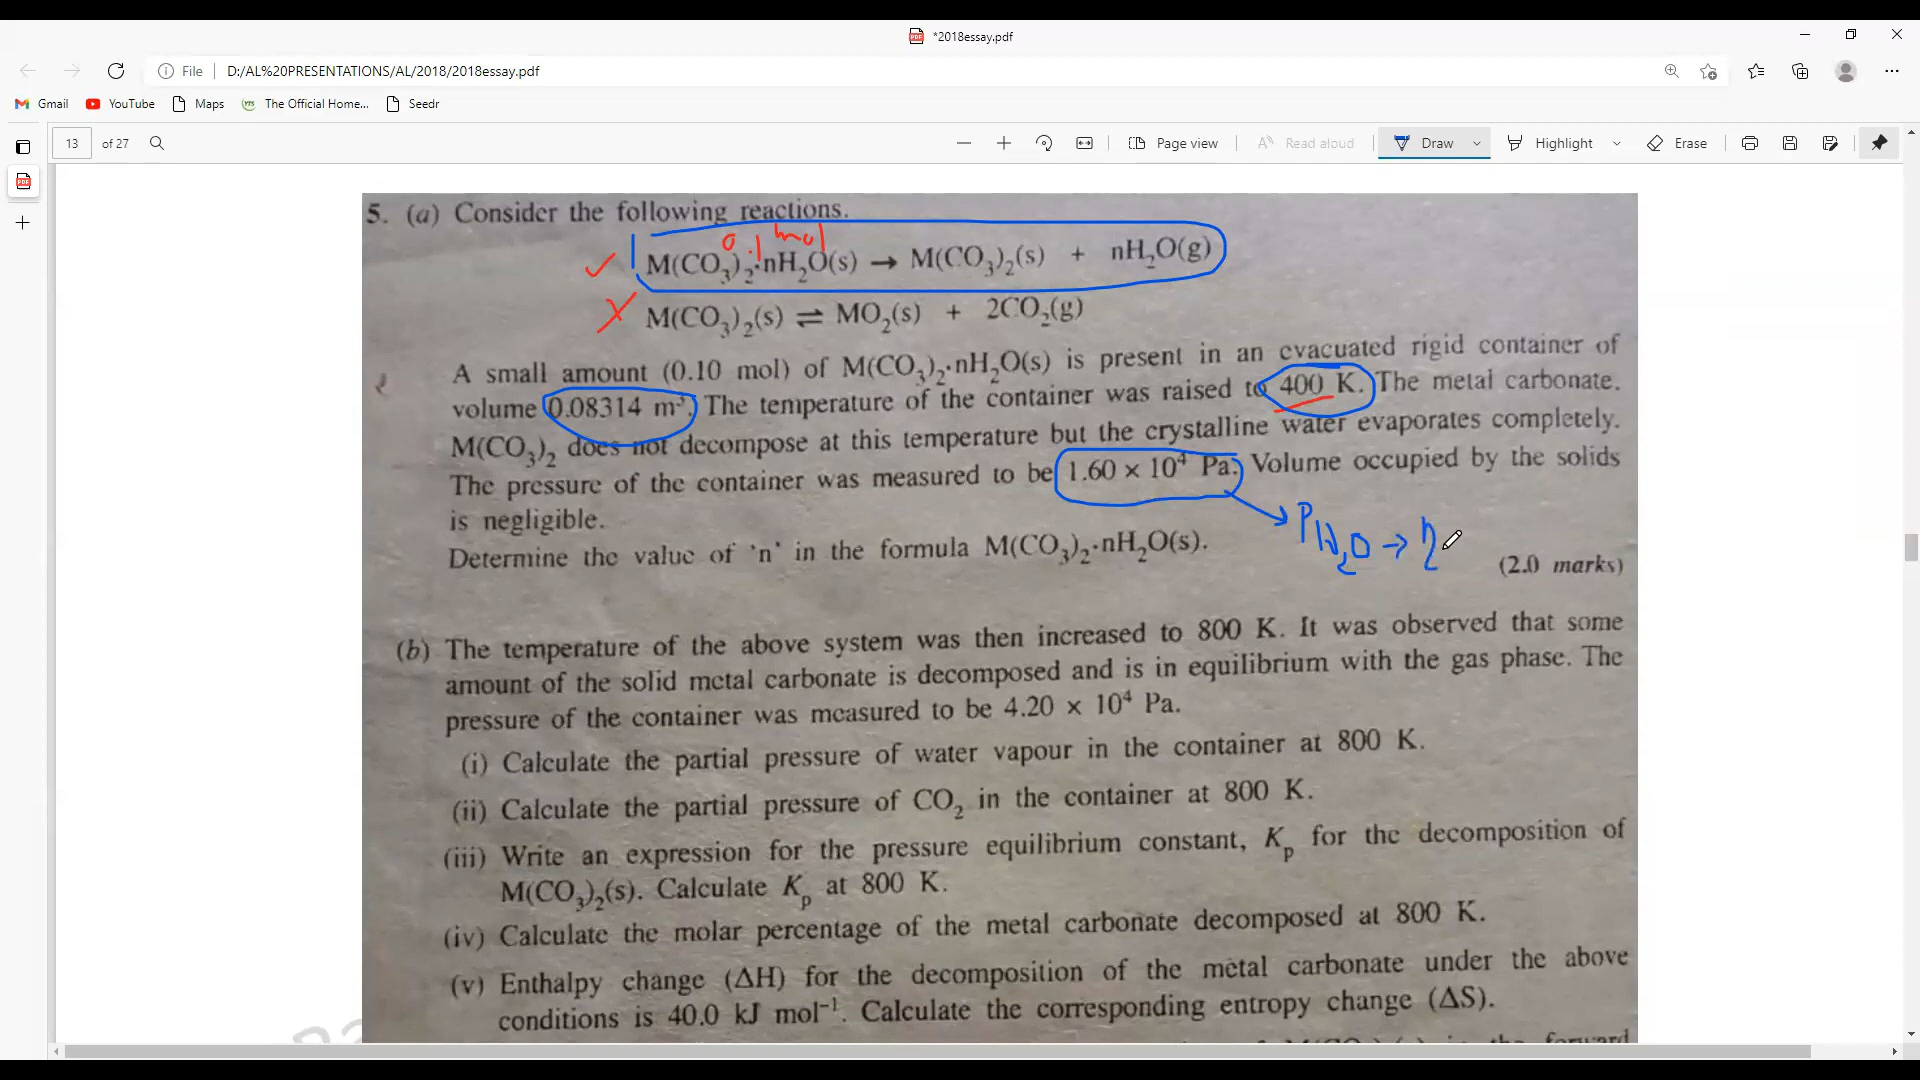 *2018essay.pdf
File D:/AL%20PRESENTATIONS/AL/2018/2018essay.pdf
Gmail YouTube Maps The Official Home... Seedr
13 of 27 Page view Read aloud Draw Highlight Erase
5. (a) Consider the following reactions.
0.1 mol
M(CO₃)₂·nH₂O(s) → M(CO₃)₂(s) + nH₂O(g)
M(CO₃)₂(s) ⇌ MO₂(s) + 2CO₂(g)
A small amount (0.10 mol) of M(CO₃)₂·nH₂O(s) is present in an evacuated rigid container of
volume 0.08314 m³. The temperature of the container was raised to 400 K. The metal carbonate.
M(CO₃)₂ does not decompose at this temperature but the crystalline water evaporates completely.
The pressure of the container was measured to be 1.60 × 10⁴ Pa. Volume occupied by the solids
is negligible.
P H₂O → n
Determine the value of 'n' in the formula M(CO₃)₂·nH₂O(s).
(2.0 marks)
(b) The temperature of the above system was then increased to 800 K. It was observed that some
amount of the solid metal carbonate is decomposed and is in equilibrium with the gas phase. The
pressure of the container was measured to be 4.20 × 10⁴ Pa.
(i) Calculate the partial pressure of water vapour in the container at 800 K.
(ii) Calculate the partial pressure of CO₂ in the container at 800 K.
(iii) Write an expression for the pressure equilibrium constant, Kₚ for the decomposition of
M(CO₃)₂(s). Calculate Kₚ at 800 K.
(iv) Calculate the molar percentage of the metal carbonate decomposed at 800 K.
(v) Enthalpy change (ΔH) for the decomposition of the metal carbonate under the above
conditions is 40.0 kJ mol⁻¹. Calculate the corresponding entropy change (ΔS).
forward